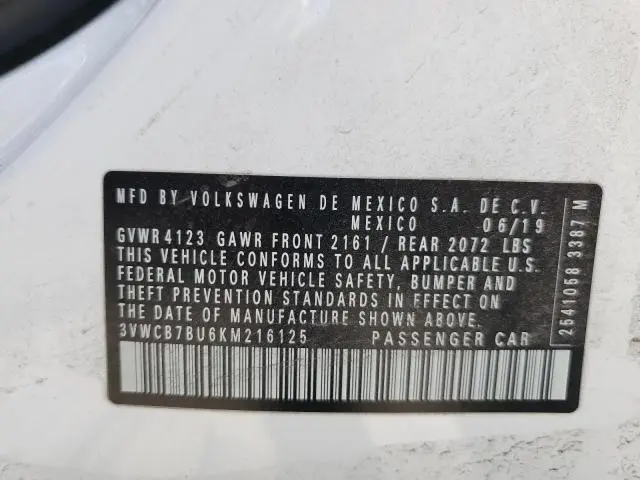 MFD BY VOLKSWAGEN DE MEXICO S.A. DE C.V.
MEXICO 06/19
GVWR 4123 GAWR FRONT 2161 / REAR 2072 LBS
THIS VEHICLE CONFORMS TO ALL APPLICABLE U.S.
FEDERAL MOTOR VEHICLE SAFETY, BUMPER AND
THEFT PREVENTION STANDARDS IN EFFECT ON
THE DATE OF MANUFACTURE SHOWN ABOVE.
3VWCB7BU6KM216125 PASSENGER CAR
2641058 3387 M